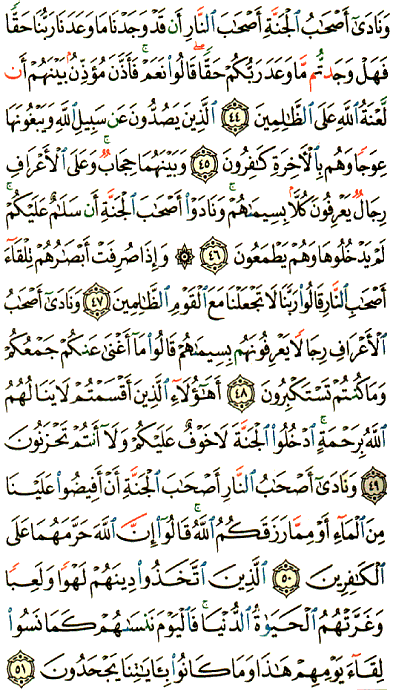 وَنَادَىٰٓ أَصْحَٰبُ ٱلْجَنَّةِ أَصْحَٰبَ ٱلنَّارِ أَن قَدْ وَجَدْنَا مَا وَعَدَنَا رَبُّنَا حَقًّا
فَهَلْ وَجَدتُّم مَّا وَعَدَ رَبُّكُمْ حَقًّا ۖ قَالُوا۟ نَعَمْ ۚ فَأَذَّنَ مُؤَذِّنٌۢ بَيْنَهُمْ أَن
لَّعْنَةُ ٱللَّهِ عَلَى ٱلظَّٰلِمِينَ ٤٤ ٱلَّذِينَ يَصُدُّونَ عَن سَبِيلِ ٱللَّهِ وَيَبْغُونَهَا
عِوَجًا وَهُم بِٱلْءَاخِرَةِ كَٰفِرُونَ ٤٥ وَبَيْنَهُمَا حِجَابٌ ۚ وَعَلَى ٱلْأَعْرَافِ
رِجَالٌ يَعْرِفُونَ كُلًّۢا بِسِيمَىٰهُمْ ۚ وَنَادَوْا۟ أَصْحَٰبَ ٱلْجَنَّةِ أَن سَلَٰمٌ عَلَيْكُمْ ۚ
لَمْ يَدْخُلُوهَا وَهُمْ يَطْمَعُونَ ٤٦ ۞ وَإِذَا صُرِفَتْ أَبْصَٰرُهُمْ تِلْقَآءَ
أَصْحَٰبِ ٱلنَّارِ قَالُوا۟ رَبَّنَا لَا تَجْعَلْنَا مَعَ ٱلْقَوْمِ ٱلظَّٰلِمِينَ ٤٧ وَنَادَىٰٓ أَصْحَٰبُ
ٱلْأَعْرَافِ رِجَالًا يَعْرِفُونَهُم بِسِيمَىٰهُمْ قَالُوا۟ مَآ أَغْنَىٰ عَنكُمْ جَمْعُكُمْ
وَمَا كُنتُمْ تَسْتَكْبِرُونَ ٤٨ أَهَٰٓؤُلَآءِ ٱلَّذِينَ أَقْسَمْتُمْ لَا يَنَالُهُمُ
ٱللَّهُ بِرَحْمَةٍ ۚ ٱدْخُلُوا۟ ٱلْجَنَّةَ لَا خَوْفٌ عَلَيْكُمْ وَلَآ أَنتُمْ تَحْزَنُونَ
٤٩ وَنَادَىٰٓ أَصْحَٰبُ ٱلنَّارِ أَصْحَٰبَ ٱلْجَنَّةِ أَنْ أَفِيضُوا۟ عَلَيْنَا
مِنَ ٱلْمَآءِ أَوْ مِمَّا رَزَقَكُمُ ٱللَّهُ ۚ قَالُوٓا۟ إِنَّ ٱللَّهَ حَرَّمَهُمَا عَلَى
ٱلْكَٰفِرِينَ ٥٠ ٱلَّذِينَ ٱتَّخَذُوا۟ دِينَهُمْ لَهْوًا وَلَعِبًا
وَغَرَّتْهُمُ ٱلْحَيَوٰةُ ٱلدُّنْيَا ۚ فَٱلْيَوْمَ نَنسَىٰهُمْ كَمَا نَسُوا۟
لِقَآءَ يَوْمِهِمْ هَٰذَا وَمَا كَانُوا۟ بِـَٔايَٰتِنَا يَجْحَدُونَ ٥١